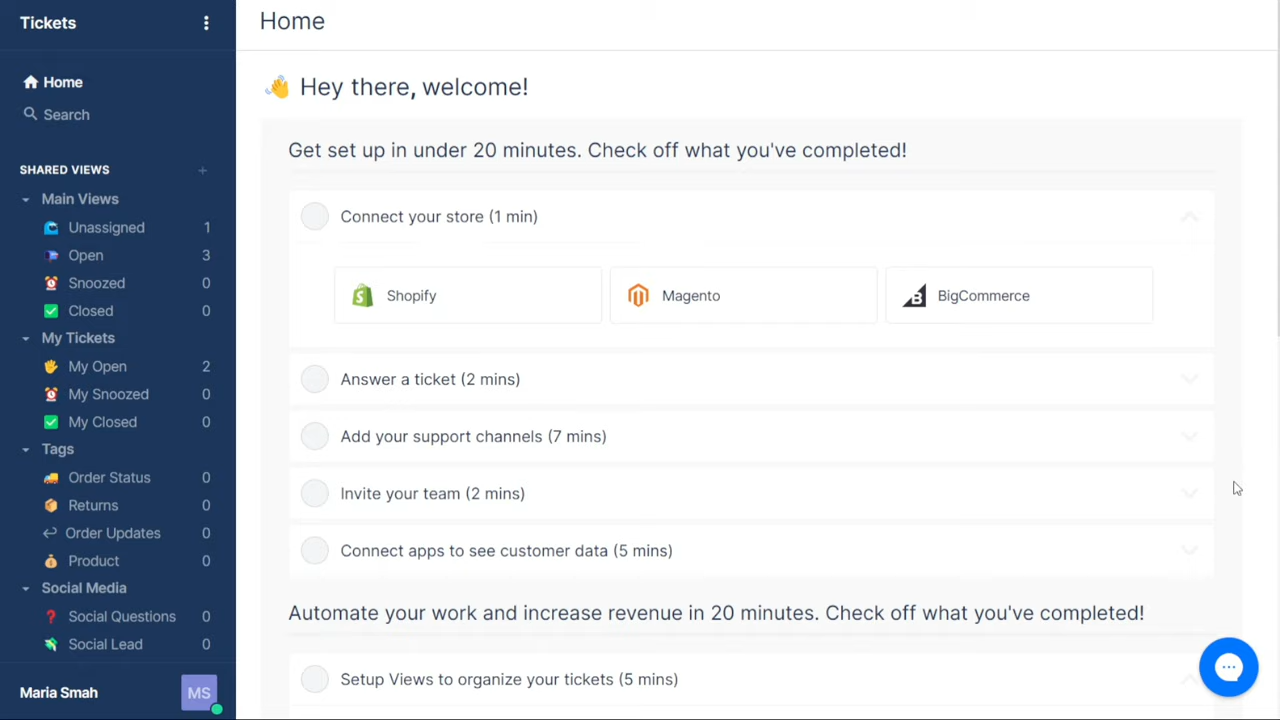 Tickets
Home
Search
SHARED VIEWS +
Main Views
Unassigned 1
Open 3
Snoozed 0
Closed 0
My Tickets
My Open 2
My Snoozed 0
My Closed 0
Tags
Order Status 0
Returns 0
Order Updates 0
Product 0
Social Media
Social Questions 0
Social Lead 0
Maria Smah MS
Home
👋 Hey there, welcome!
Get set up in under 20 minutes. Check off what you've completed!
Connect your store (1 min)
Shopify Magento BigCommerce
Answer a ticket (2 mins)
Add your support channels (7 mins)
Invite your team (2 mins)
Connect apps to see customer data (5 mins)
Automate your work and increase revenue in 20 minutes. Check off what you've completed!
Setup Views to organize your tickets (5 mins)